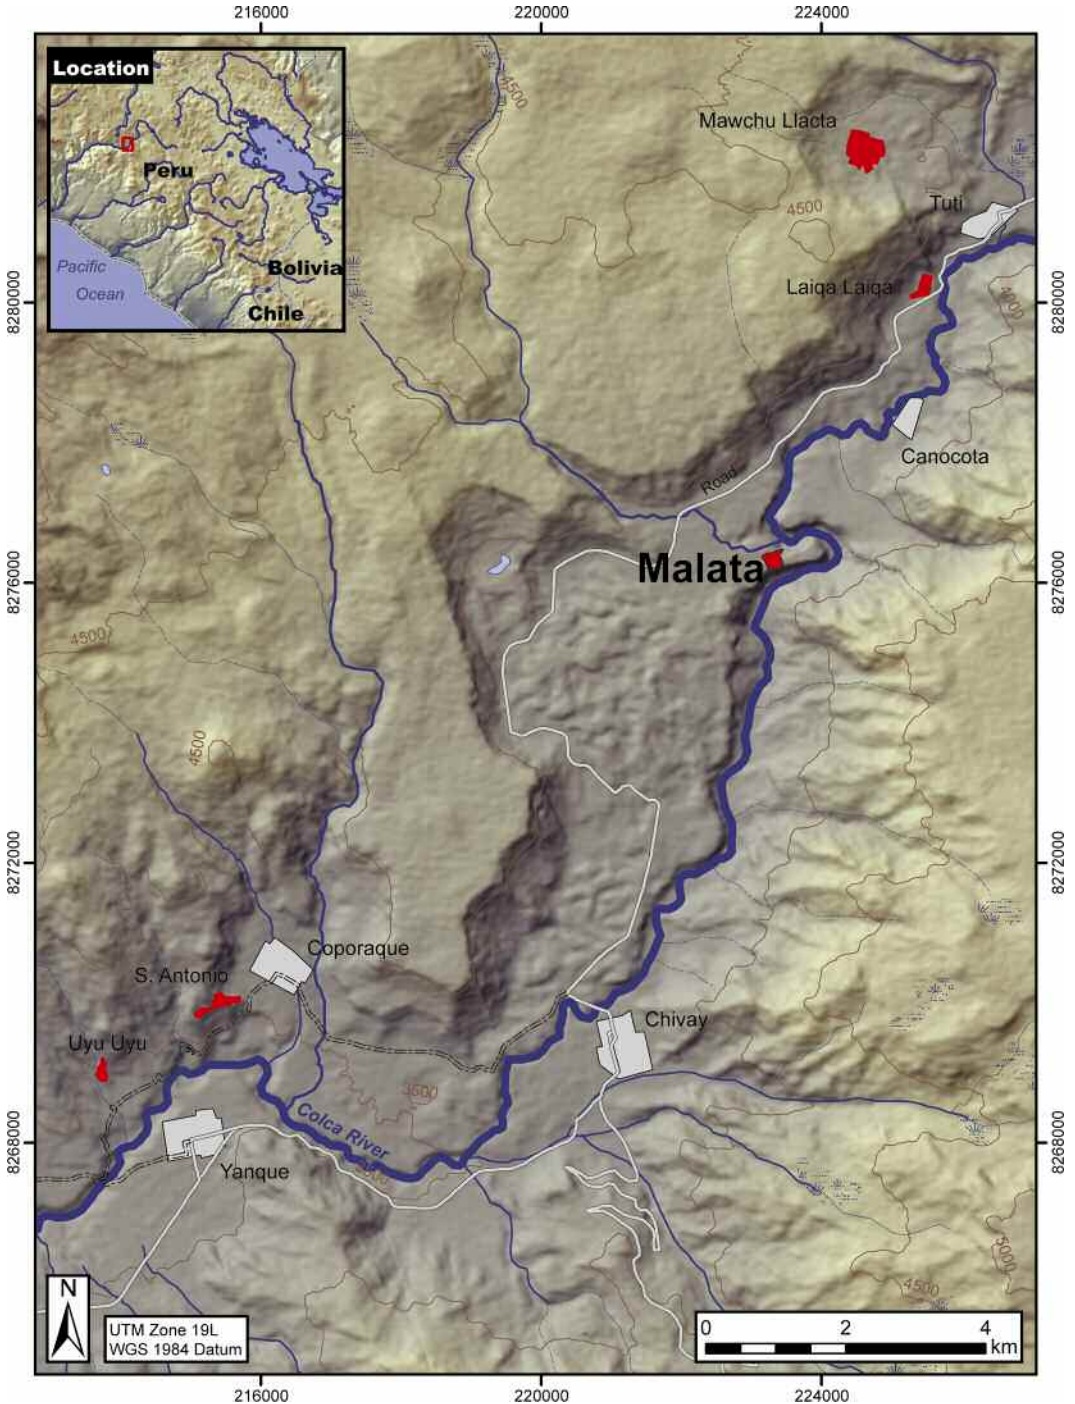 216000
220000
224000
Location
Peru
Bolivia
Pacific
Ocean
Chile
4500
Mawchu Llacta
4500
Tuti
Laiqa Laiqa
8280000
8280000
4800
Canocota
Road
Malata
8276000
8276000
4500
4500
8272000
8272000
Coporaque
S. Antonio
Chivay
Uyu Uyu
3500
Colca River
8268000
8268000
Yanque
5000
4500
N
UTM Zone 19L
WGS 1984 Datum
0
2
4
km
216000
220000
224000